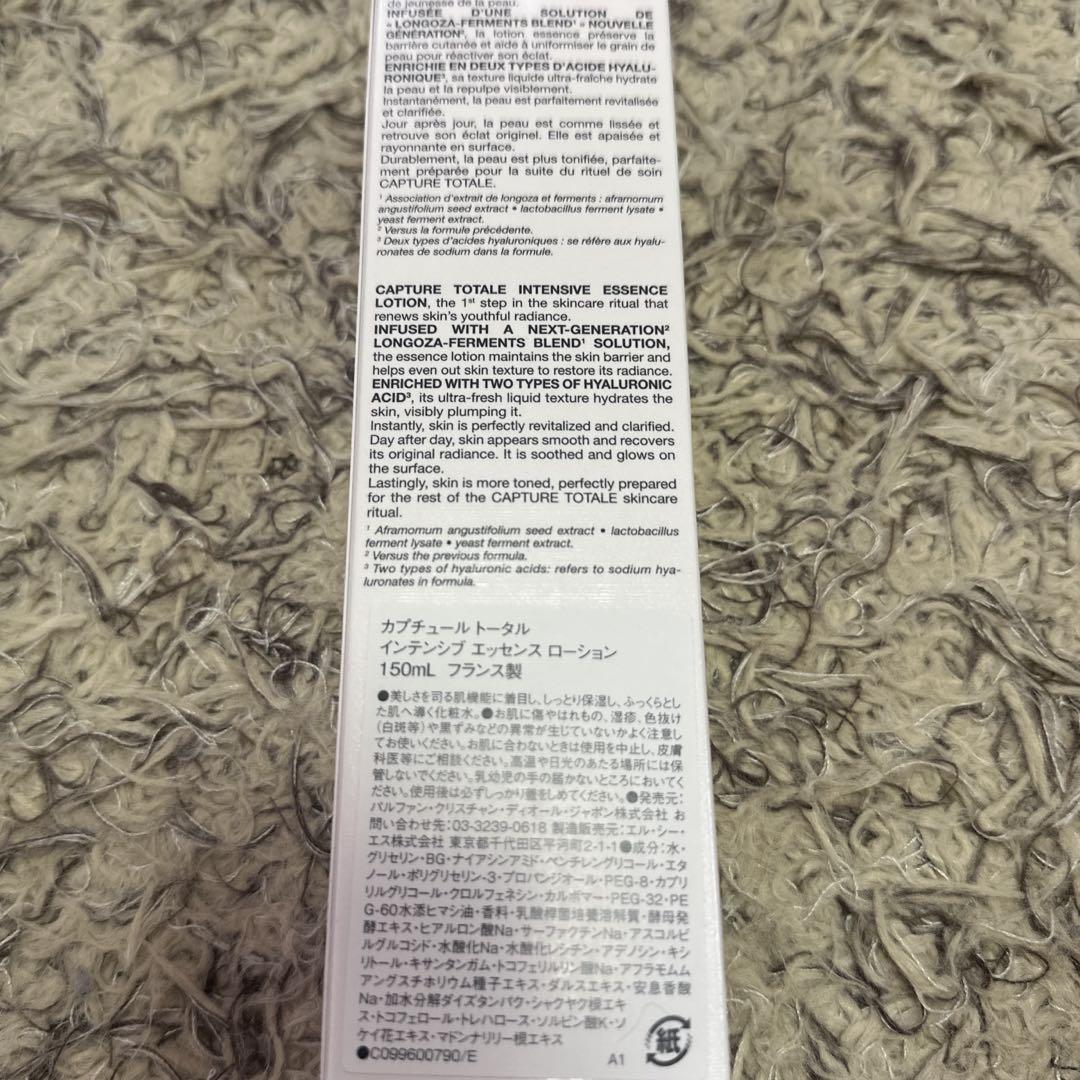 de jeunesse de la peau.
INFUSÉE D'UNE SOLUTION DE
« LONGOZA-FERMENTS BLEND¹ » NOUVELLE
GÉNÉRATION², la lotion essence préserve la
barrière cutanée et aide à uniformiser le grain de
peau pour réactiver son éclat.
ENRICHIE EN DEUX TYPES D'ACIDE HYALU-
RONIQUE³, sa texture liquide ultra-fraîche hydrate
la peau et la repulpe visiblement.
Instantanément, la peau est parfaitement revitalisée
et clarifiée.
Jour après jour, la peau est comme lissée et
retrouve son éclat originel. Elle est apaisée et
rayonnante en surface.
Durablement, la peau est plus tonifiée, parfaite-
ment préparée pour la suite du rituel de soin
CAPTURE TOTALE.
¹ Association d'extrait de longoza et ferments : aframomum
angustifolium seed extract • lactobacillus ferment lysate •
yeast ferment extract.
² Versus la formule précédente.
³ Deux types d'acides hyaluroniques : se réfère aux hyalu-
ronates de sodium dans la formule.
CAPTURE TOTALE INTENSIVE ESSENCE
LOTION, the 1st step in the skincare ritual that
renews skin's youthful radiance.
INFUSED WITH A NEXT-GENERATION²
LONGOZA-FERMENTS BLEND¹ SOLUTION,
the essence lotion maintains the skin barrier and
helps even out skin texture to restore its radiance.
ENRICHED WITH TWO TYPES OF HYALURONIC
ACID³, its ultra-fresh liquid texture hydrates the
skin, visibly plumping it.
Instantly, skin is perfectly revitalized and clarified.
Day after day, skin appears smooth and recovers
its original radiance. It is soothed and glows on
the surface.
Lastingly, skin is more toned, perfectly prepared
for the rest of the CAPTURE TOTALE skincare
ritual.
¹ Aframomum angustifolium seed extract • lactobacillus
ferment lysate • yeast ferment extract.
² Versus the previous formula.
³ Two types of hyaluronic acids: refers to sodium hya-
luronates in formula.
カプチュール トータル
インテンシブ エッセンス ローション
150mL フランス製
●美しさを司る肌機能に着目し、しっとり保湿し、ふっくらとし
た肌へ導く化粧水。●お肌に傷やはれもの、湿疹、色抜け
(白斑等)や黒ずみなどの異常が生じていないかよく注意し
てお使いください。お肌に合わないときは使用を中止し、皮膚
科医等にご相談ください。高温や日光のあたる場所には保
管しないでください。乳幼児の手の届かないところにおいてく
ださい。使用後は必ずしっかり蓋をしめてください。●発売元:
パルファン・クリスチャン・ディオール・ジャポン株式会社 お
問い合わせ先:03-3239-0618 製造販売元:エル・シー・
エス株式会社 東京都千代田区平河町2-1-1●成分:水・
グリセリン・BG・ナイアシンアミド・ペンチレングリコール・エタ
ノール・ポリグリセリン-3・プロパンジオール・PEG-8・カプリ
リルグリコール・クロルフェネシン・カルボマー・PEG-32・PE
G-60水添ヒマシ油・香料・乳酸桿菌培養溶解質・酵母発
酵エキス・ヒアルロン酸Na・サーファクチンNa・アスコルビ
ルグルコシド・水酸化Na・水酸化レシチン・アデノシン・キシ
リトール・キサンタンガム・トコフェリルリン酸Na・アフラモムム
アングスチホリウム種子エキス・ダルスエキス・安息香酸
Na・加水分解ダイズタンパク・シャクヤク根エキ
ス・トコフェロール・トレハロース・ソルビン酸K・ソ
ケイ花エキス・マドンナリリー根エキス
●C099600790/E
A1
紙